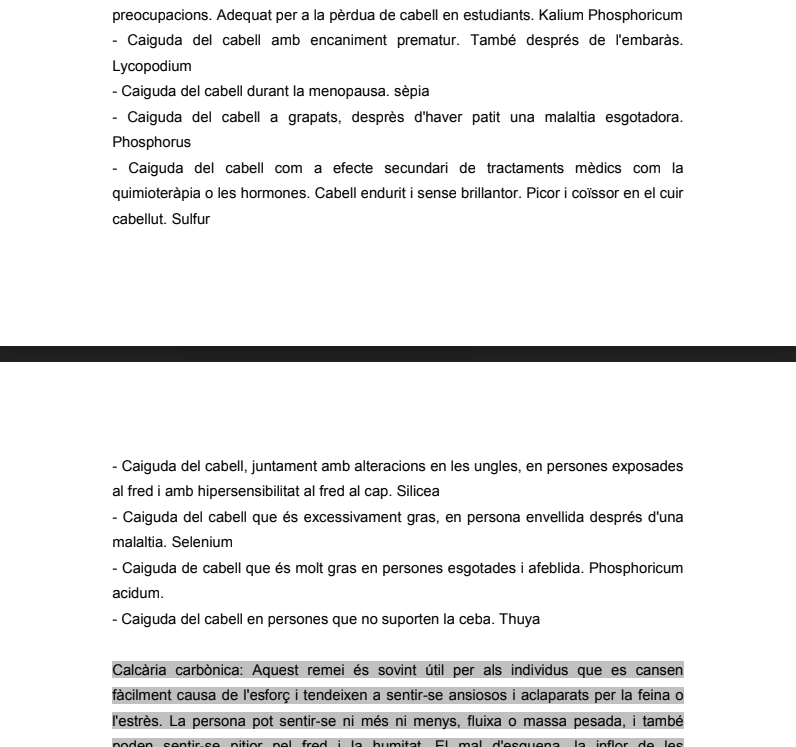 preocupacions. Adequat per a la pèrdua de cabell en estudiants. Kalium Phosphoricum
- Caiguda del cabell amb encaniment prematur. També després de l'embaràs.
Lycopodium
- Caiguda del cabell durant la menopausa. sèpia
- Caiguda del cabell a grapats, desprès d'haver patit una malaltia esgotadora.
Phosphorus
- Caiguda del cabell com a efecte secundari de tractaments mèdics com la
quimioteràpia o les hormones. Cabell endurit i sense brillantor. Picor i coïssor en el cuir
cabellut. Sulfur
- Caiguda del cabell, juntament amb alteracions en les ungles, en persones exposades
al fred i amb hipersensibilitat al fred al cap. Silicea
- Caiguda del cabell que és excessivament gras, en persona envellida després d'una
malaltia. Selenium
- Caiguda de cabell que és molt gras en persones esgotades i afeblida. Phosphoricum
acidum.
- Caiguda del cabell en persones que no suporten la ceba. Thuya
Calcària carbònica: Aquest remei és sovint útil per als individus que es cansen
fàcilment causa de l'esforç i tendeixen a sentir-se ansiosos i aclaparats per la feina o
l'estrès. La persona pot sentir-se ni més ni menys, fluixa o massa pesada, i també
poden sentir-se pitjor pel fred i la humitat. El mal d'esquena, la inflor de les